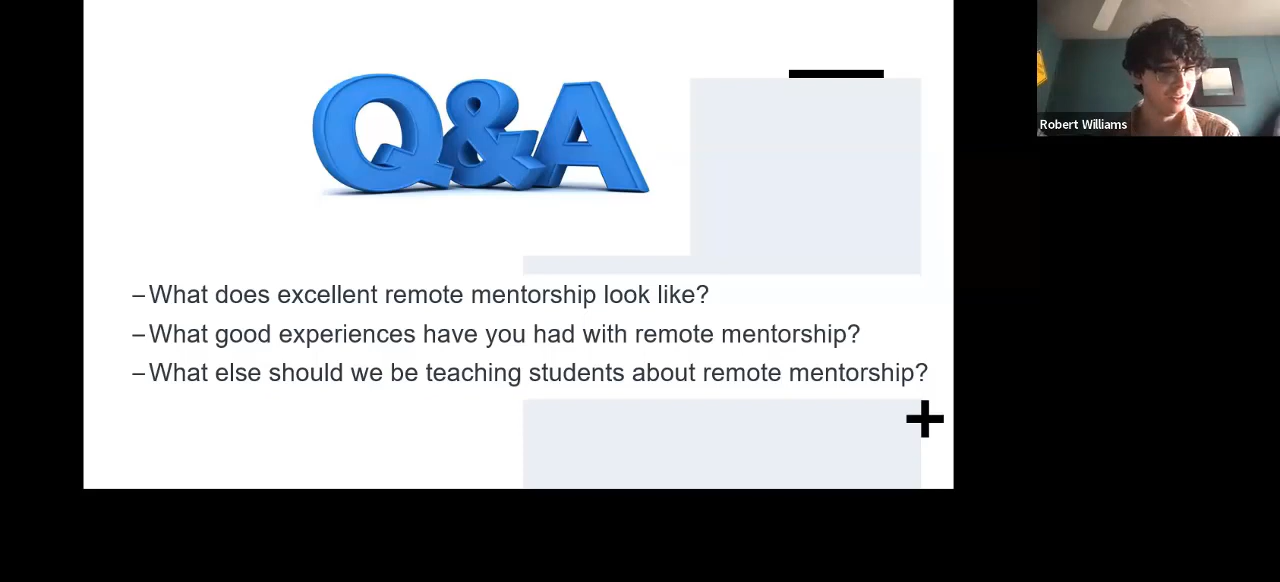 Q&A
–What does excellent remote mentorship look like?
–What good experiences have you had with remote mentorship?
–What else should we be teaching students about remote mentorship?
Robert Williams